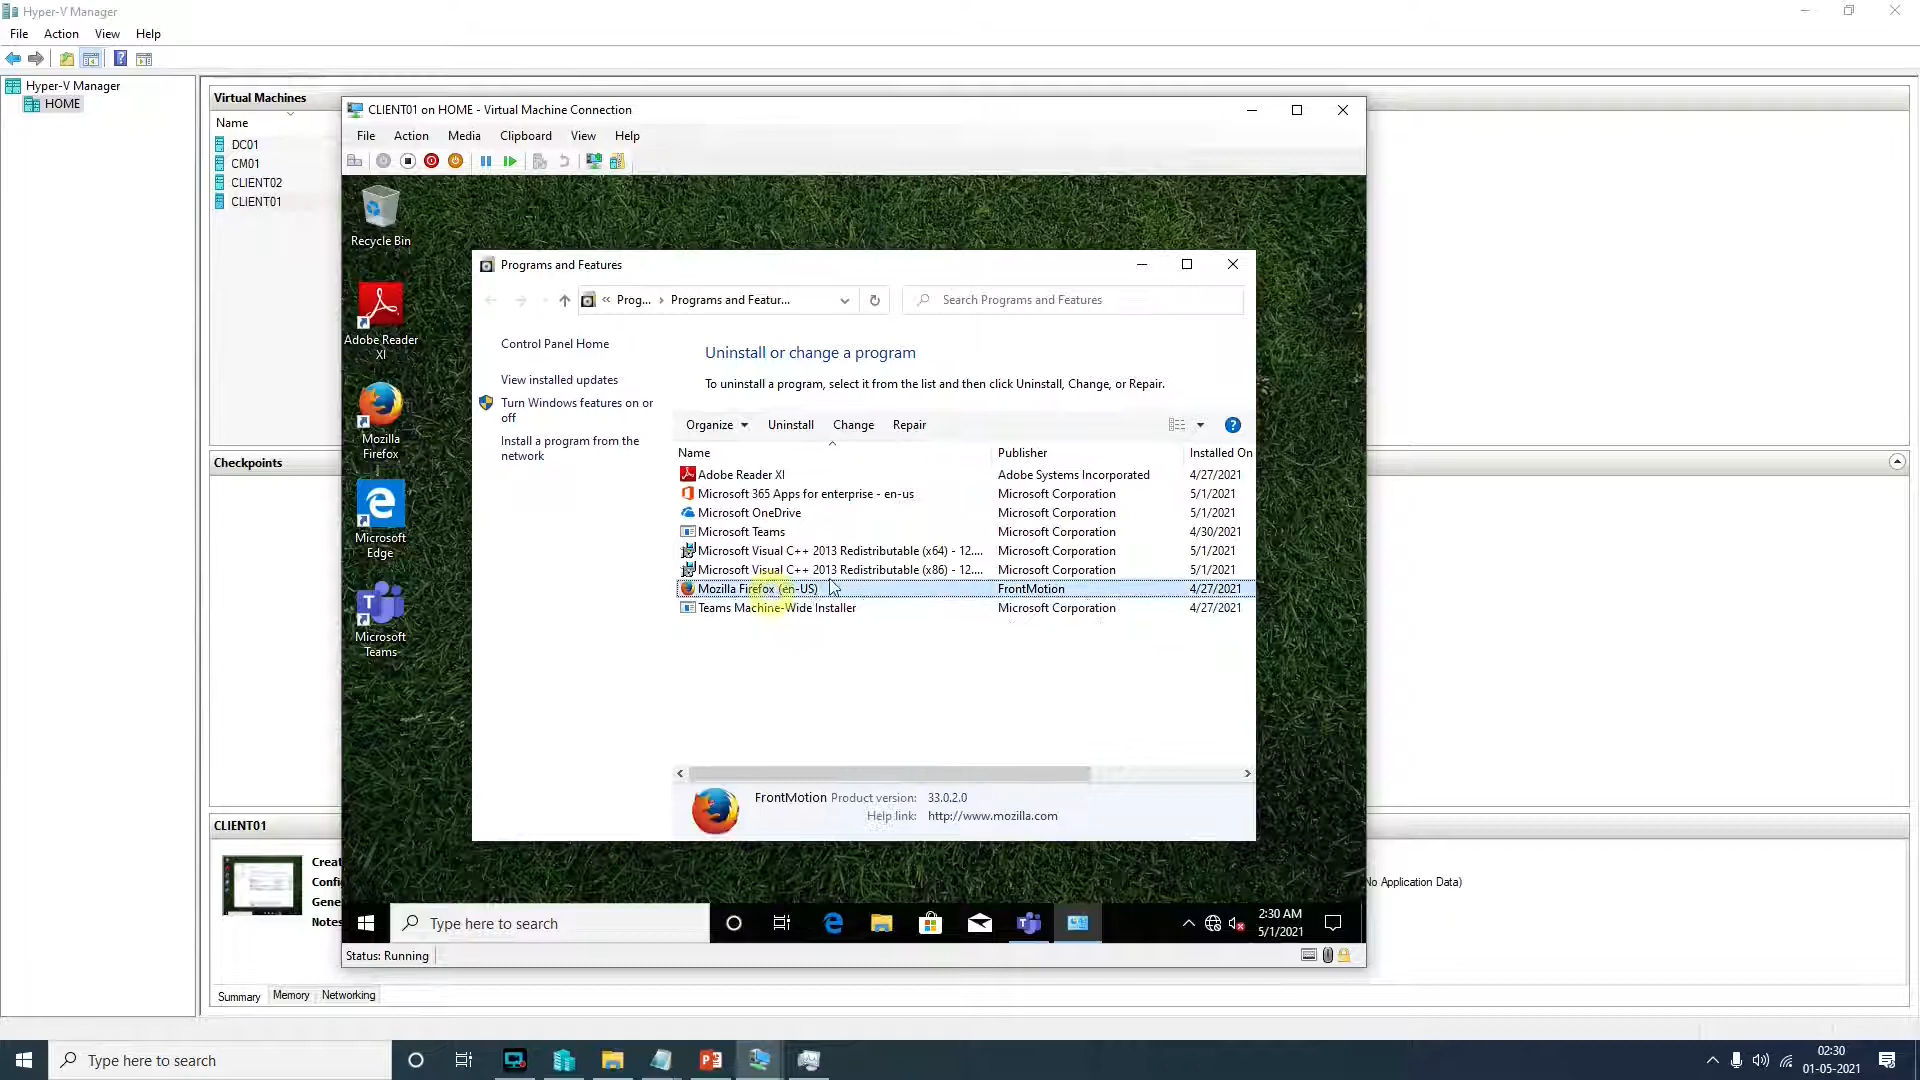 Hyper-V Manager
File Action View Help
Hyper-V Manager
HOME
Virtual Machines
Name
DC01
CM01
CLIENT02
CLIENT01
Checkpoints
CLIENT01
Creat
Confi
Gene
Notes
No Application Data)
Summary Memory Networking
CLIENT01 on HOME - Virtual Machine Connection
File Action Media Clipboard View Help
Recycle Bin
Adobe Reader
XI
Mozilla
Firefox
Microsoft
Edge
Microsoft
Teams
Programs and Features
« Prog... › Programs and Featur...
Search Programs and Features
Control Panel Home
View installed updates
Turn Windows features on or
off
Install a program from the
network
Uninstall or change a program
To uninstall a program, select it from the list and then click Uninstall, Change, or Repair.
Organize Uninstall Change Repair
Name Publisher Installed On
Adobe Reader XI Adobe Systems Incorporated 4/27/2021
Microsoft 365 Apps for enterprise - en-us Microsoft Corporation 5/1/2021
Microsoft OneDrive Microsoft Corporation 5/1/2021
Microsoft Teams Microsoft Corporation 4/30/2021
Microsoft Visual C++ 2013 Redistributable (x64) - 12.... Microsoft Corporation 5/1/2021
Microsoft Visual C++ 2013 Redistributable (x86) - 12.... Microsoft Corporation 5/1/2021
Mozilla Firefox (en-US) FrontMotion 4/27/2021
Teams Machine-Wide Installer Microsoft Corporation 4/27/2021
FrontMotion Product version: 33.0.2.0
Help link: http://www.mozilla.com
Type here to search
2:30 AM
5/1/2021
Status: Running
Type here to search
02:30
01-05-2021